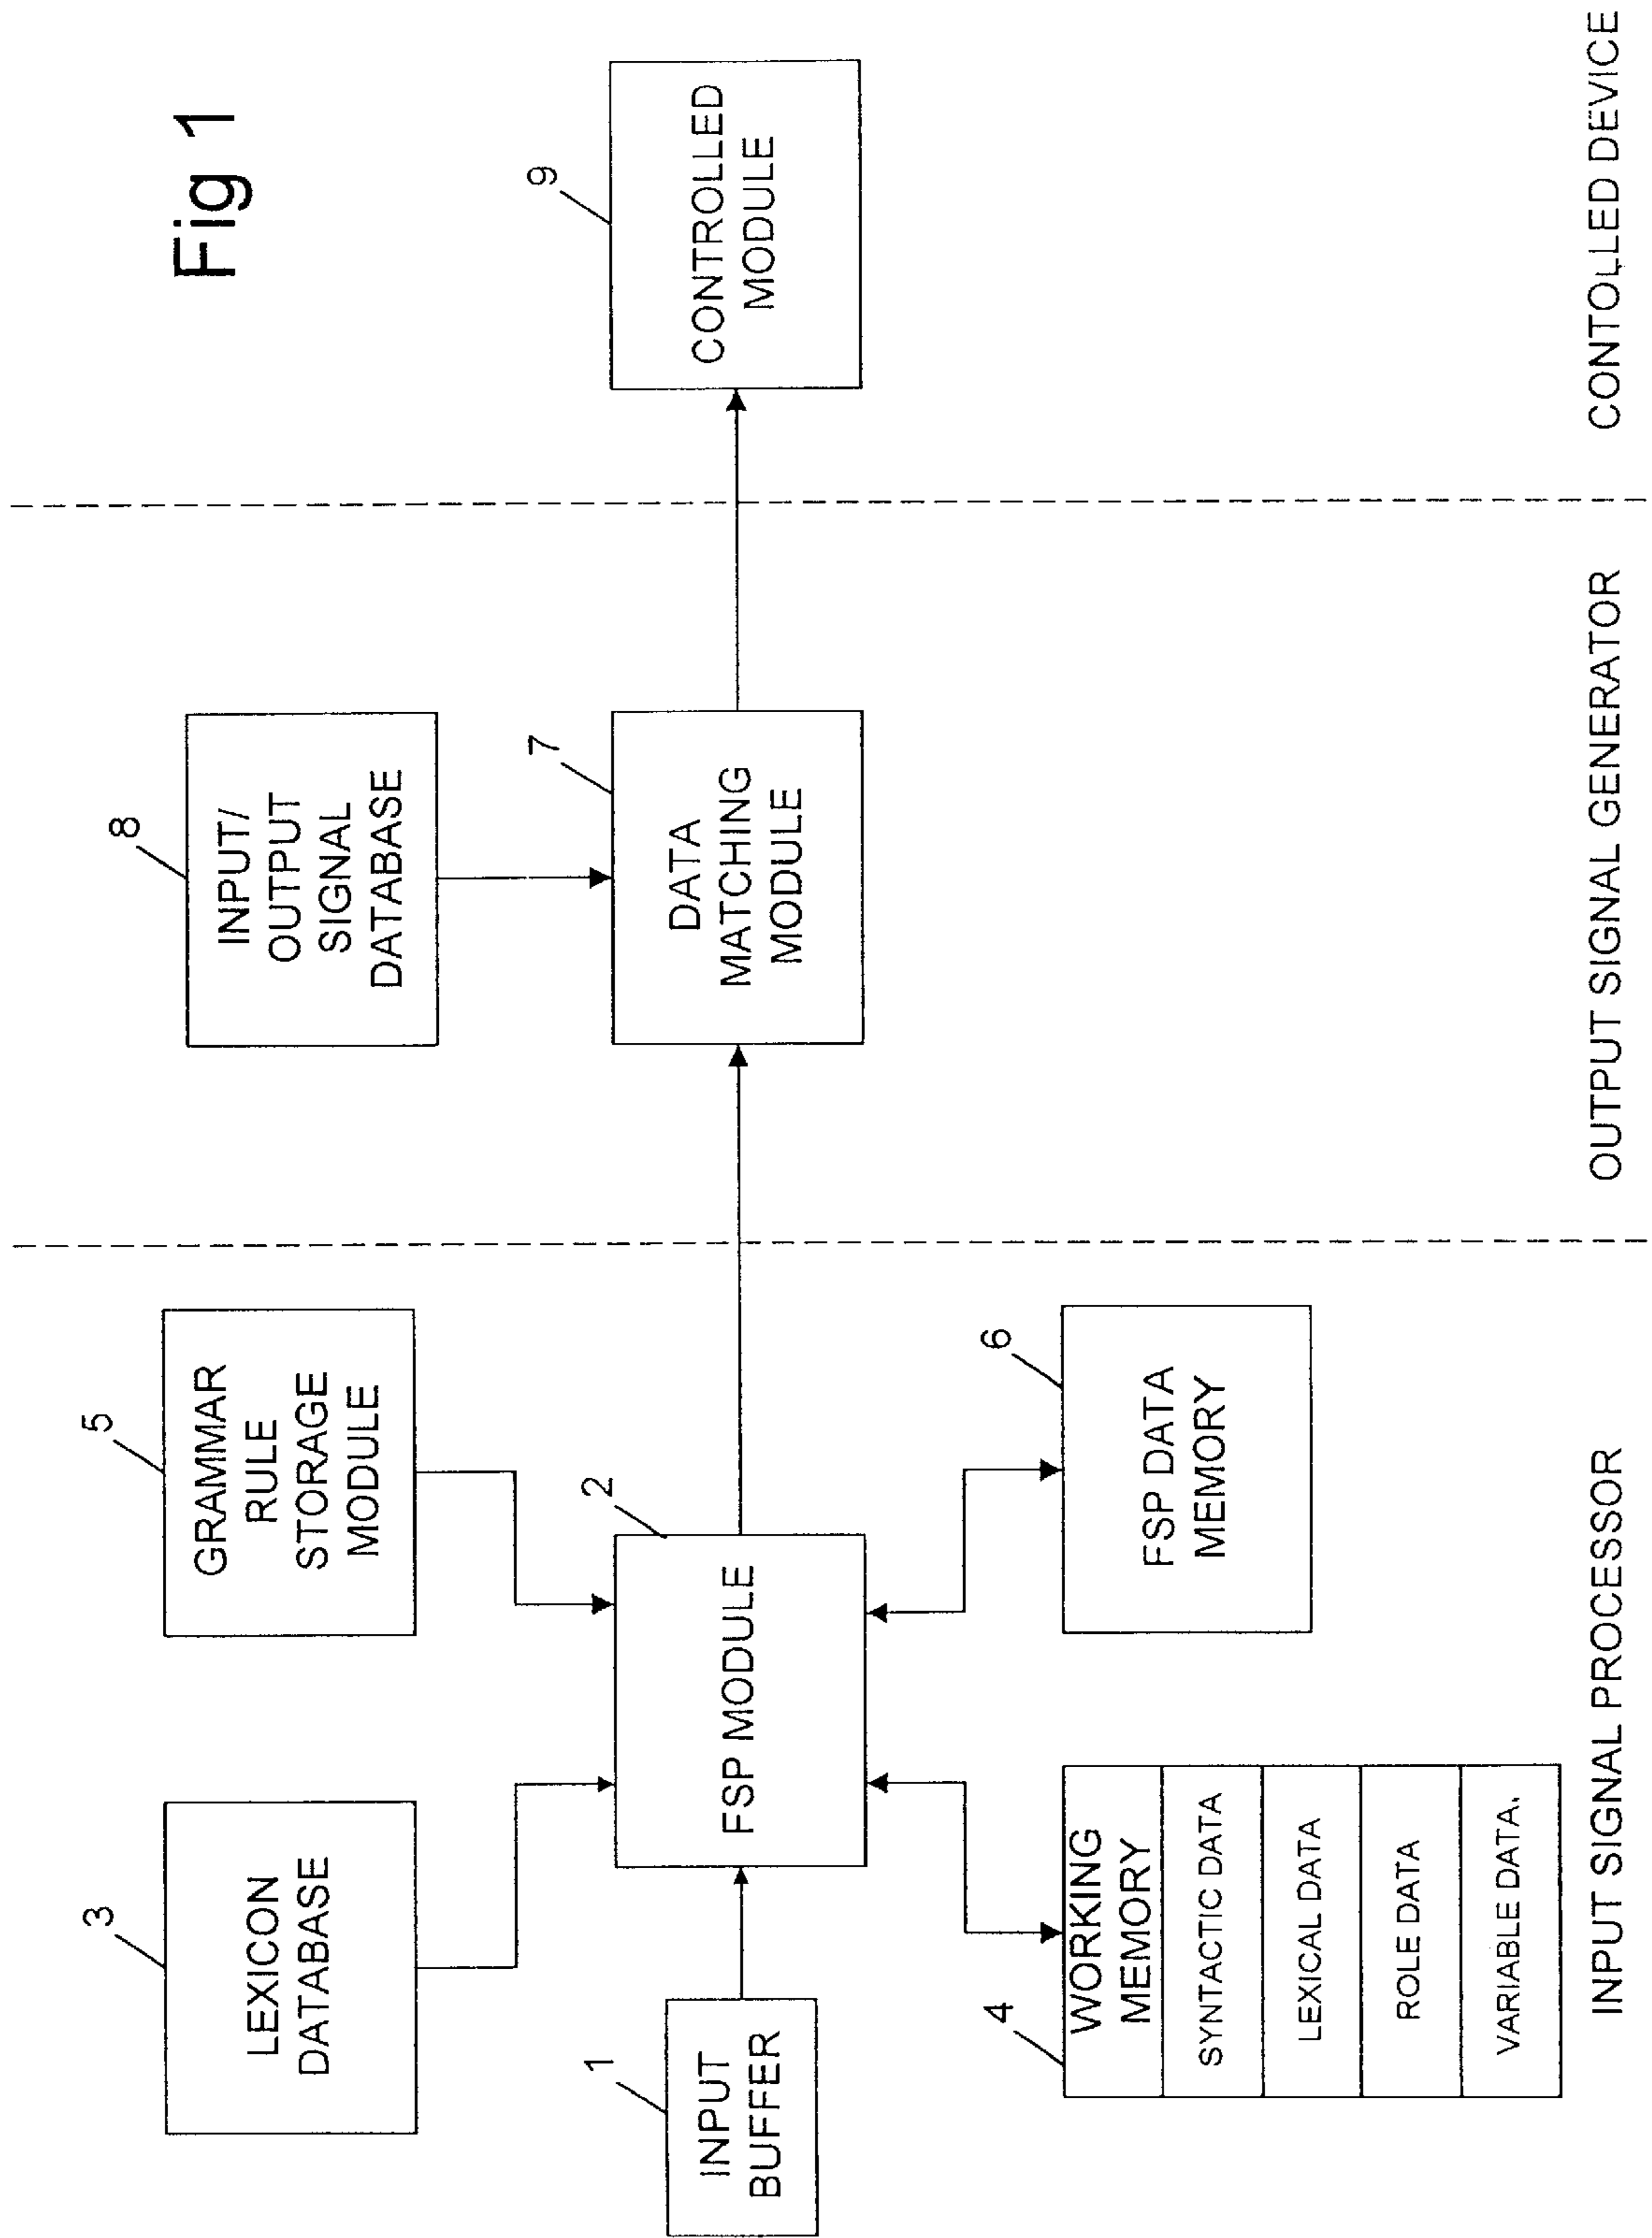 Fig 1
3
LEXICON
DATABASE
5
GRAMMAR
RULE
STORAGE
MODULE
8
INPUT/
OUTPUT
SIGNAL
DATABASE
1
INPUT
BUFFER
2
FSP MODULE
7
DATA
MATCHING
MODULE
9
CONTROLLED
MODULE
4
WORKING
MEMORY
SYNTACTIC DATA
LEXICAL DATA
ROLE DATA
VARIABLE DATA.
6
FSP DATA
MEMORY
INPUT SIGNAL PROCESSOR
OUTPUT SIGNAL GENERATOR
CONTOLLED DEVICE